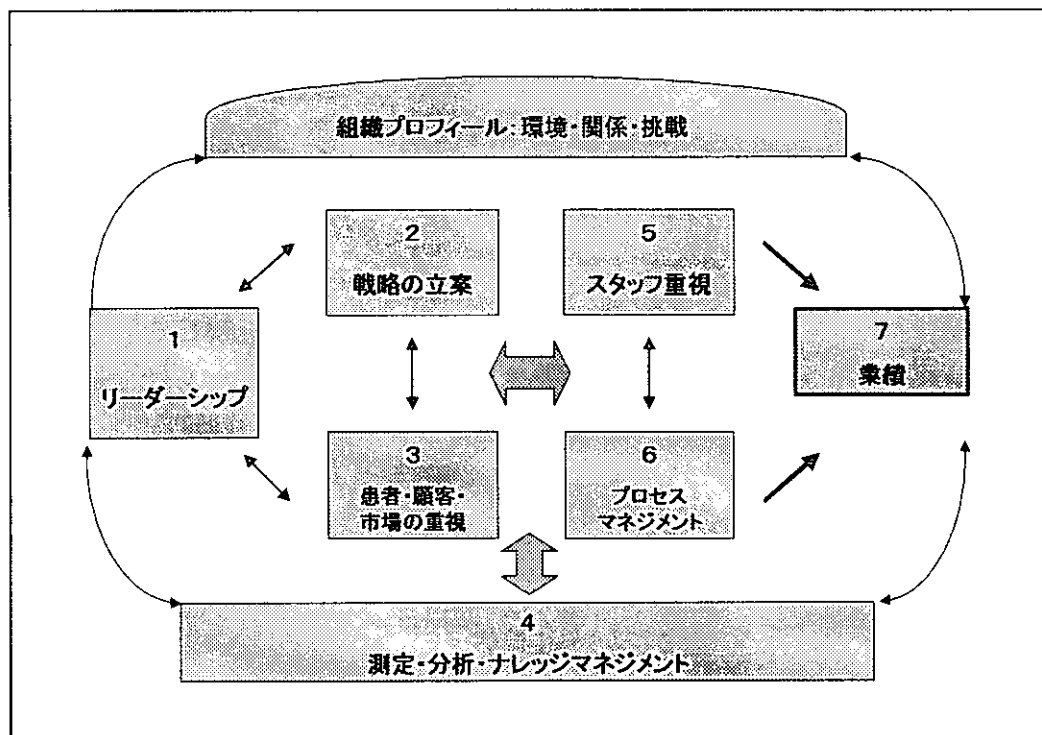 組織プロフィール:環境・関係・挑戦
2
戦略の立案
5
スタッフ重視
1
リーダーシップ
7
業績
3
患者・顧客・
市場の重視
6
プロセス
マネジメント
4
測定・分析・ナレッジマネジメント